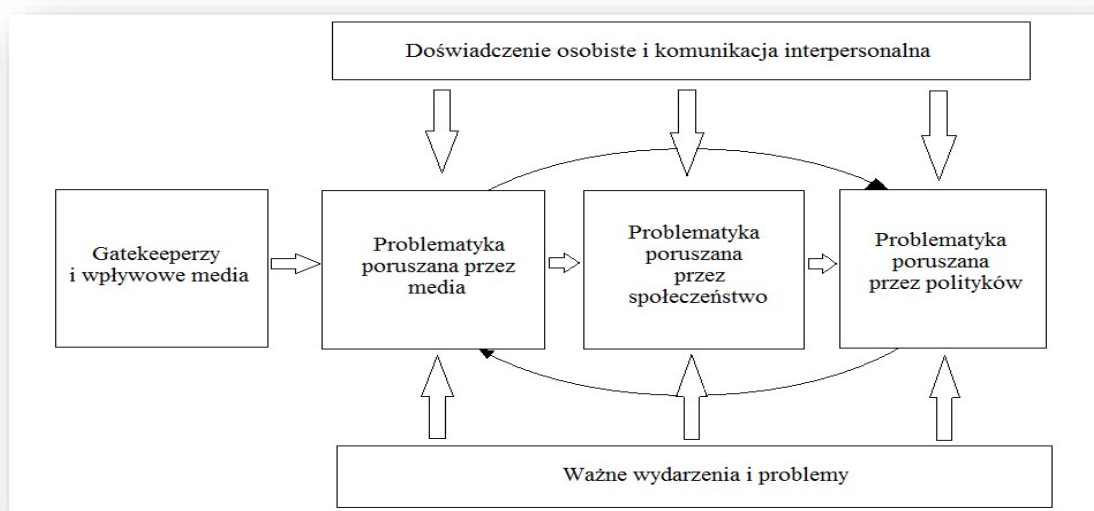 Doświadczenie osobiste i komunikacja interpersonalna
Gatekeeperzy
i wpływowe media
Problematyka
poruszana przez
media
Problematyka
poruszana
przez
społeczeństwo
Problematyka
poruszana
przez polityków
Ważne wydarzenia i problemy